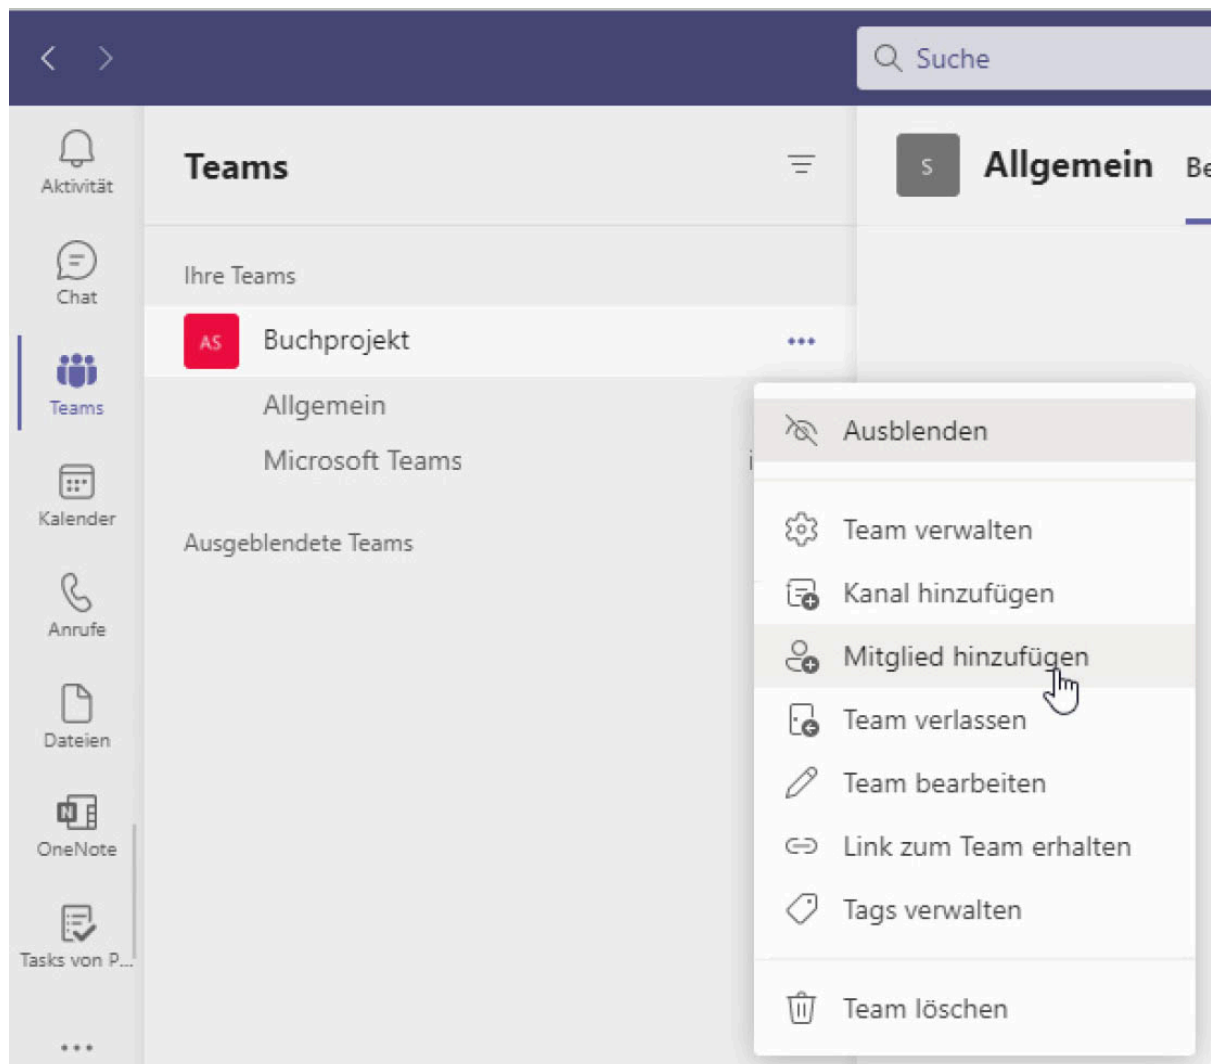 Suche
Aktivität
Chat
Teams
Kalender
Anrufe
Dateien
OneNote
Tasks von P...
Teams
Ihre Teams
AS Buchprojekt
Allgemein
Microsoft Teams
Ausgeblendete Teams
S Allgemein
Ausblenden
Team verwalten
Kanal hinzufügen
Mitglied hinzufügen
Team verlassen
Team bearbeiten
Link zum Team erhalten
Tags verwalten
Team löschen